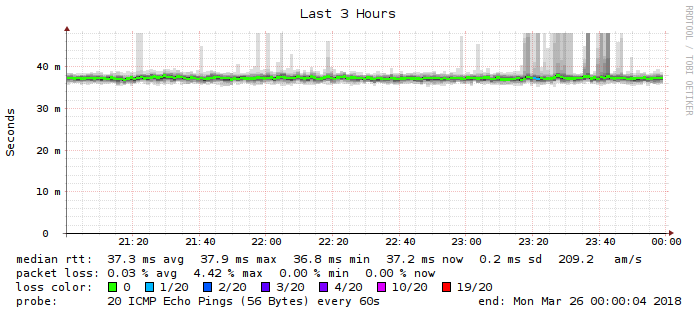 Last 3 Hours
RRDTOOL / TOBI OETIKER
Seconds
40 m
30 m
20 m
10 m
0
21:20 21:40 22:00 22:20 22:40 23:00 23:20 23:40 00:00
median rtt: 37.3 ms avg 37.9 ms max 36.8 ms min 37.2 ms now 0.2 ms sd 209.2 am/s
packet loss: 0.03 % avg 4.42 % max 0.00 % min 0.00 % now
loss color: 0 1/20 2/20 3/20 4/20 10/20 19/20
probe: 20 ICMP Echo Pings (56 Bytes) every 60s end: Mon Mar 26 00:00:04 2018